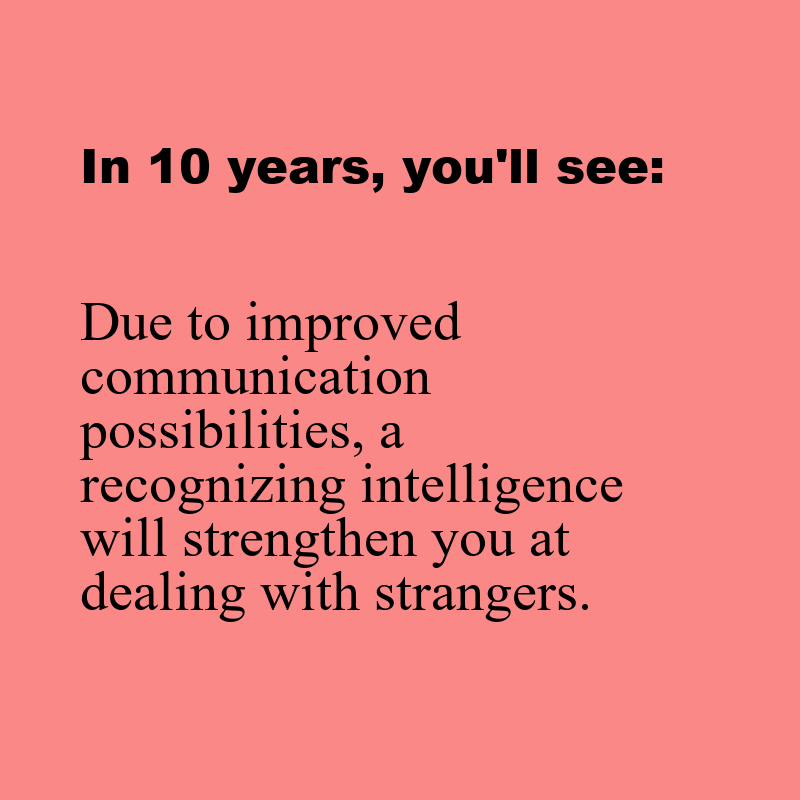 In 10 years, you'll see:
Due to improved
communication
possibilities, a
recognizing intelligence
will strengthen you at
dealing with strangers.